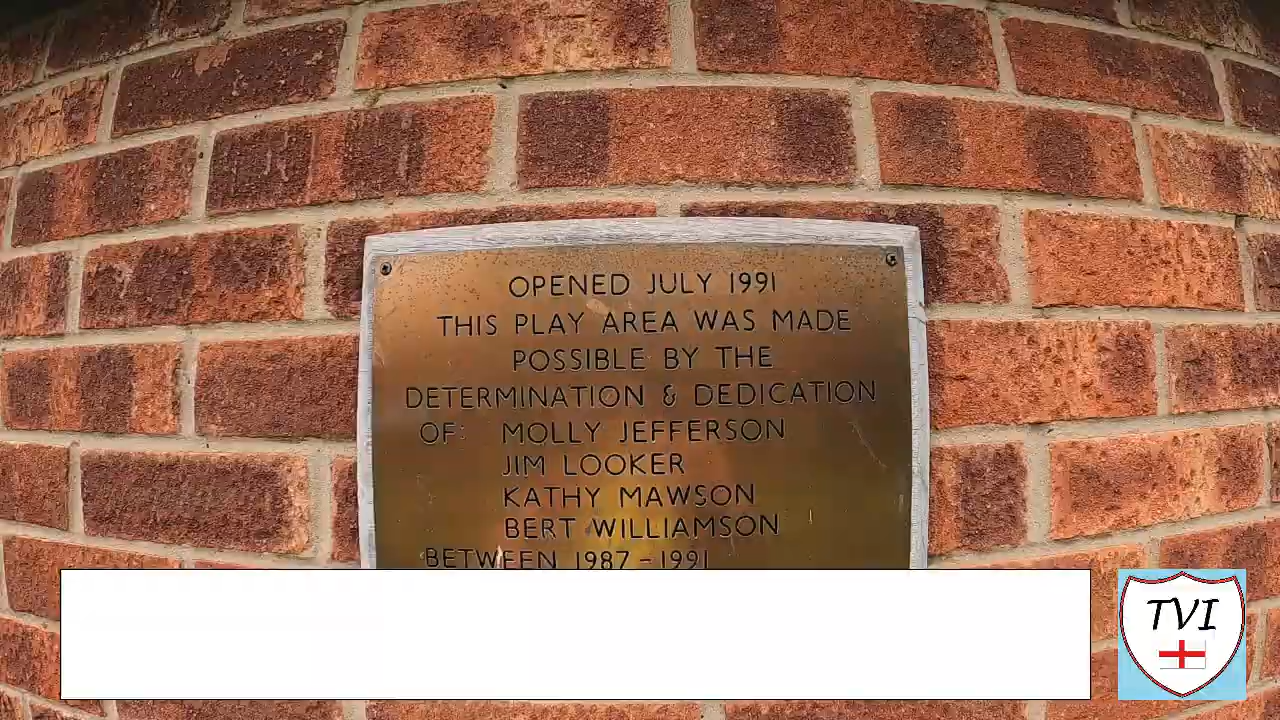 OPENED JULY 1991
THIS PLAY AREA WAS MADE
POSSIBLE BY THE
DETERMINATION & DEDICATION
OF: MOLLY JEFFERSON
JIM LOOKER
KATHY MAWSON
BERT WILLIAMSON
BETWEEN 1987-1991
TVI